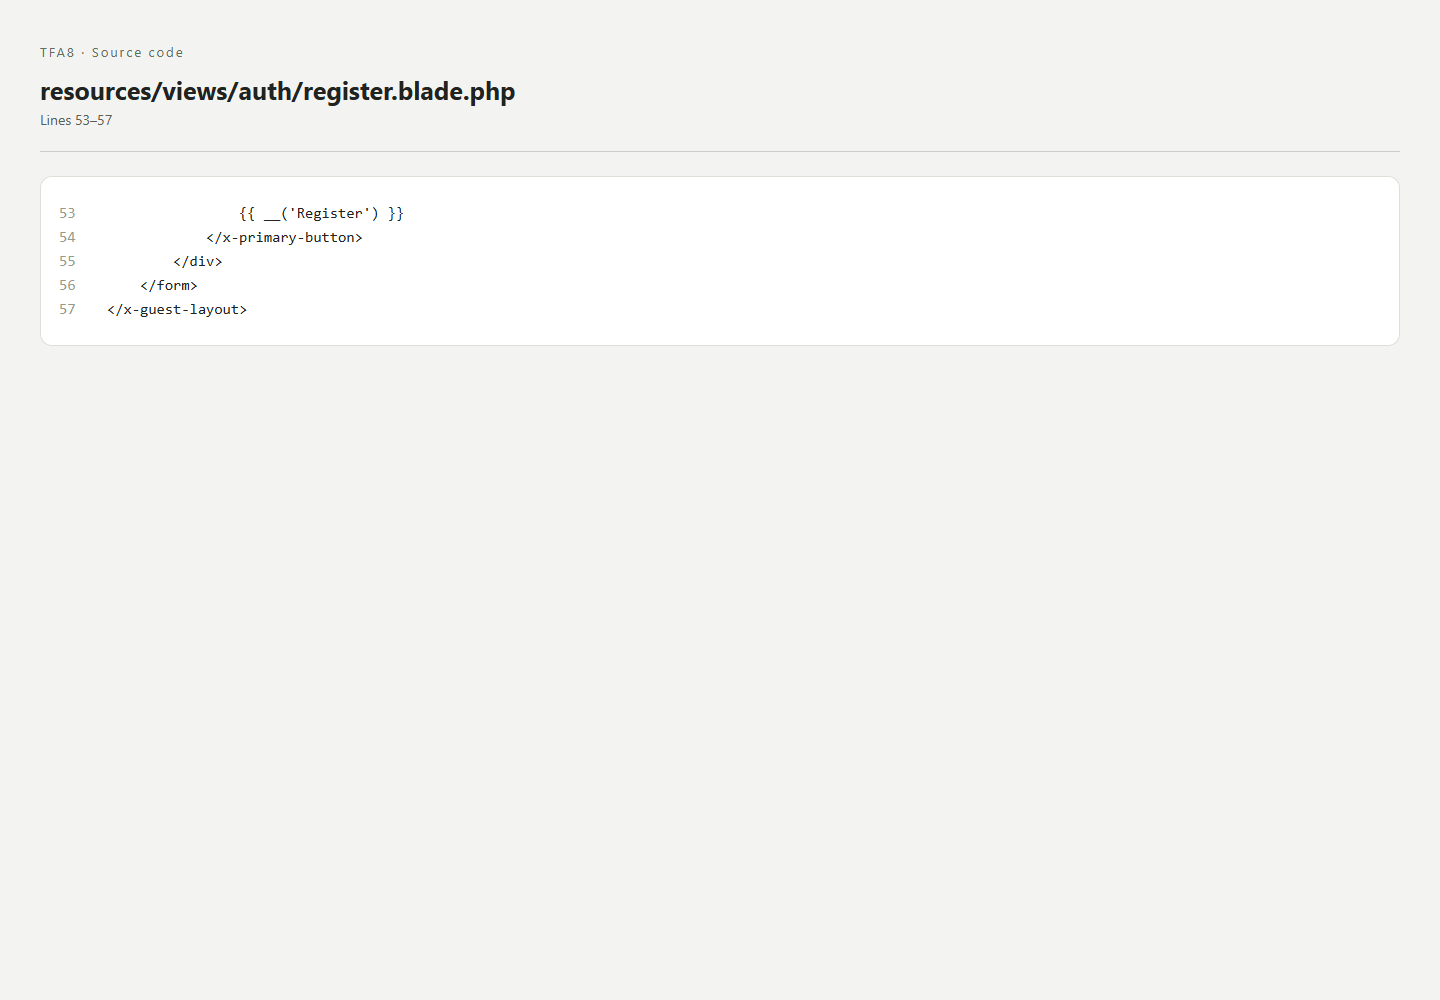 TFA8 · Source code
resources/views/auth/register.blade.php
Lines 53–57
53                {{ __('Register') }}
54            </x-primary-button>
55        </div>
56    </form>
57</x-guest-layout>